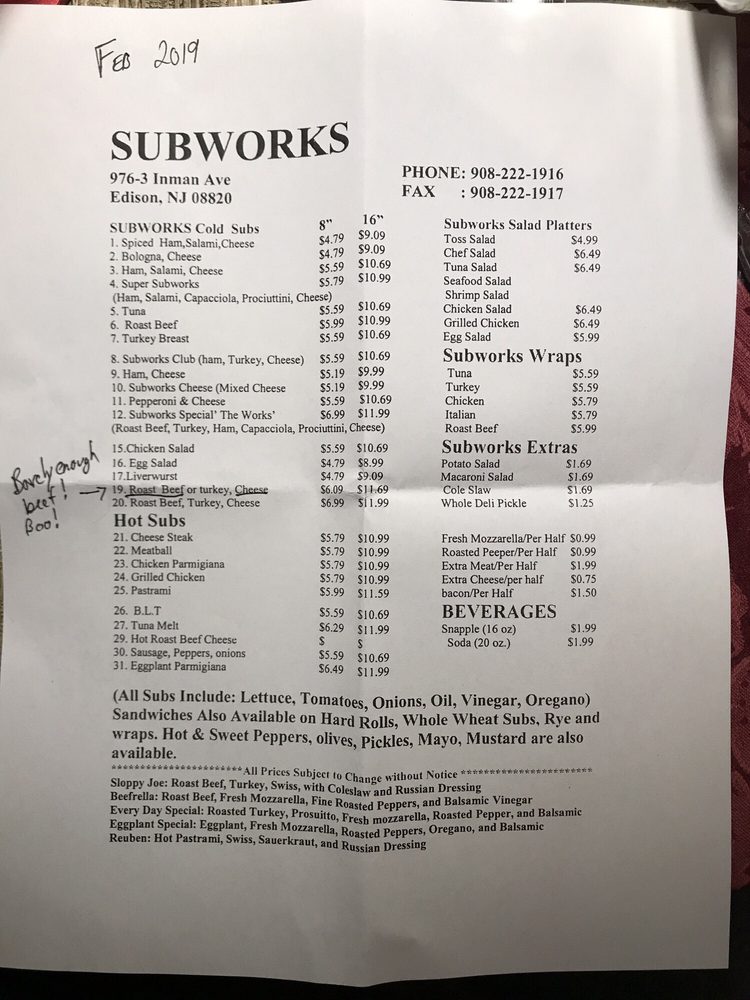 FEB 2019
SUBWORKS
976-3 Inman Ave
Edison, NJ 08820
PHONE: 908-222-1916
FAX : 908-222-1917
SUBWORKS Cold Subs 8" 16"
1. Spiced Ham,Salami,Cheese $4.79 $9.09
2. Bologna, Cheese $4.79 $9.09
3. Ham, Salami, Cheese $5.59 $10.69
4. Super Subworks $5.79 $10.99
(Ham, Salami, Capacciola, Prociuttini, Cheese)
5. Tuna $5.59 $10.69
6. Roast Beef $5.99 $10.99
7. Turkey Breast $5.59 $10.69
8. Subworks Club (ham, Turkey, Cheese) $5.59 $10.69
9. Ham, Cheese $5.19 $9.99
10. Subworks Cheese (Mixed Cheese $5.19 $9.99
11. Pepperoni & Cheese $5.59 $10.69
12. Subworks Special' The Works' $6.99 $11.99
(Roast Beef, Turkey, Ham, Capacciola, Prociuttini, Cheese)
15.Chicken Salad $5.59 $10.69
16. Egg Salad $4.79 $8.99
17.Liverwurst $4.79 $9.09
19. Roast Beef or turkey, Cheese $6.09 $11.69
20. Roast Beef, Turkey, Cheese $6.99 $11.99
Barely enough
beef! →
Boo!
Hot Subs
21. Cheese Steak $5.79 $10.99
22. Meatball $5.79 $10.99
23. Chicken Parmigiana $5.79 $10.99
24. Grilled Chicken $5.79 $10.99
25. Pastrami $5.99 $11.59
26. B.L.T $5.59 $10.69
27. Tuna Melt $6.29 $11.99
29. Hot Roast Beef Cheese $ $
30. Sausage, Peppers, onions $5.59 $10.69
31. Eggplant Parmigiana $6.49 $11.99
Subworks Salad Platters
Toss Salad $4.99
Chef Salad $6.49
Tuna Salad $6.49
Seafood Salad
Shrimp Salad
Chicken Salad $6.49
Grilled Chicken $6.49
Egg Salad $5.99
Subworks Wraps
Tuna $5.59
Turkey $5.59
Chicken $5.79
Italian $5.79
Roast Beef $5.99
Subworks Extras
Potato Salad $1.69
Macaroni Salad $1.69
Cole Slaw $1.69
Whole Deli Pickle $1.25
Fresh Mozzarella/Per Half $0.99
Roasted Peeper/Per Half $0.99
Extra Meat/Per Half $1.99
Extra Cheese/per half $0.75
bacon/Per Half $1.50
BEVERAGES
Snapple (16 oz) $1.99
Soda (20 oz.) $1.99
(All Subs Include: Lettuce, Tomatoes, Onions, Oil, Vinegar, Oregano)
Sandwiches Also Available on Hard Rolls, Whole Wheat Subs, Rye and
wraps. Hot & Sweet Peppers, olives, Pickles, Mayo, Mustard are also
available.
***********************All Prices Subject to Change without Notice ***********************
Sloppy Joe: Roast Beef, Turkey, Swiss, with Coleslaw and Russian Dressing
Beefrella: Roast Beef, Fresh Mozzarella, Fine Roasted Peppers, and Balsamic Vinegar
Every Day Special: Roasted Turkey, Prosuitto, Fresh mozzarella, Roasted Pepper, and Balsamic
Eggplant Special: Eggplant, Fresh Mozzarella, Roasted Peppers, Oregano, and Balsamic
Reuben: Hot Pastrami, Swiss, Sauerkraut, and Russian Dressing